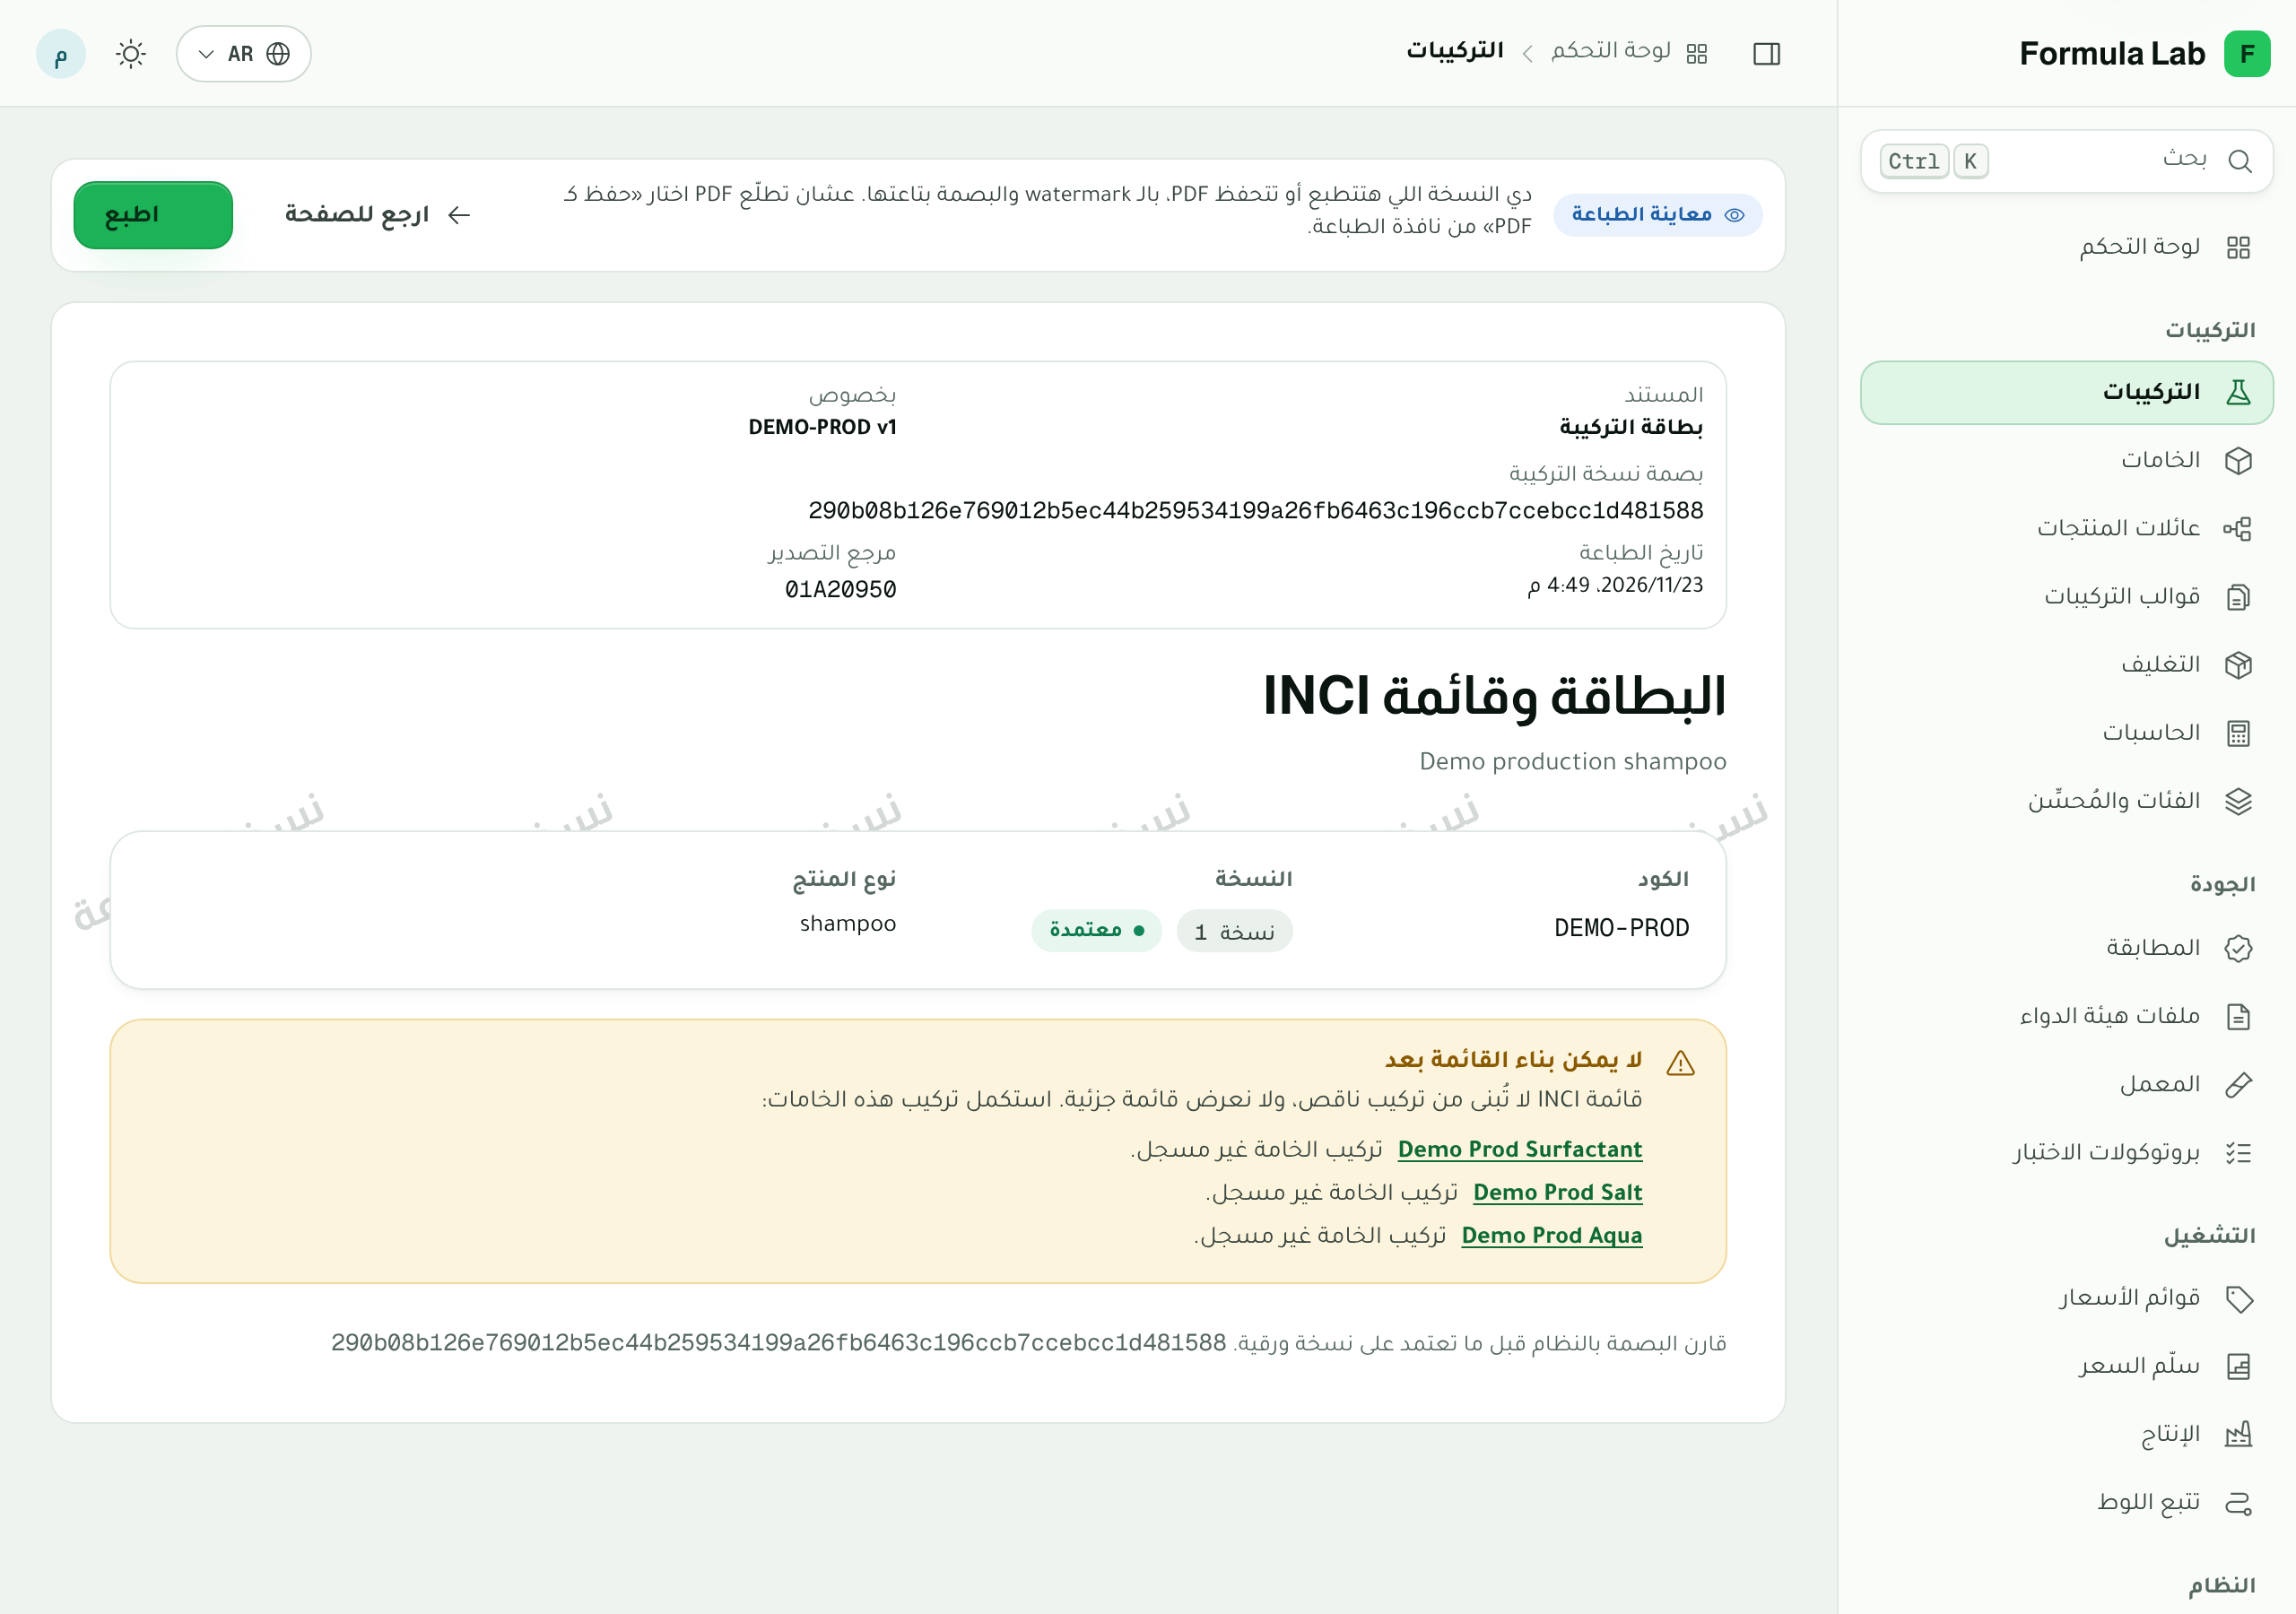 F Formula Lab
بحث Ctrl K
لوحة التحكم
التركيبات
التركيبات
الخامات
عائلات المنتجات
قوالب التركيبات
التغليف
الحاسبات
الفئات والمُحسِّن
الجودة
المطابقة
ملفات هيئة الدواء
المعمل
بروتوكولات الاختبار
التشغيل
قوائم الأسعار
سلّم السعر
الإنتاج
تتبع اللوط
النظام
لوحة التحكم التركيبات
AR
م
معاينة الطباعة
دي النسخة اللي هتتطبع أو تتحفظ PDF، بالـ watermark والبصمة بتاعتها. عشان تطلّع PDF اختار «حفظ كـ
PDF» من نافذة الطباعة.
ارجع للصفحة
اطبع
المستند بخصوص
بطاقة التركيبة DEMO-PROD v1
بصمة نسخة التركيبة
290b08b126e769012b5ec44b259534199a26fb6463c196ccb7ccebcc1d481588
تاريخ الطباعة مرجع التصدير
2026/11/23، 4:49 م 01A20950
البطاقة وقائمة INCI
Demo production shampoo
الكود النسخة نوع المنتج
DEMO-PROD نسخة 1 معتمدة shampoo
لا يمكن بناء القائمة بعد
قائمة INCI لا تُبنى من تركيب ناقص، ولا نعرض قائمة جزئية. استكمل تركيب هذه الخامات:
Demo Prod Surfactant تركيب الخامة غير مسجل.
Demo Prod Salt تركيب الخامة غير مسجل.
Demo Prod Aqua تركيب الخامة غير مسجل.
قارن البصمة بالنظام قبل ما تعتمد على نسخة ورقية. 290b08b126e769012b5ec44b259534199a26fb6463c196ccb7ccebcc1d481588